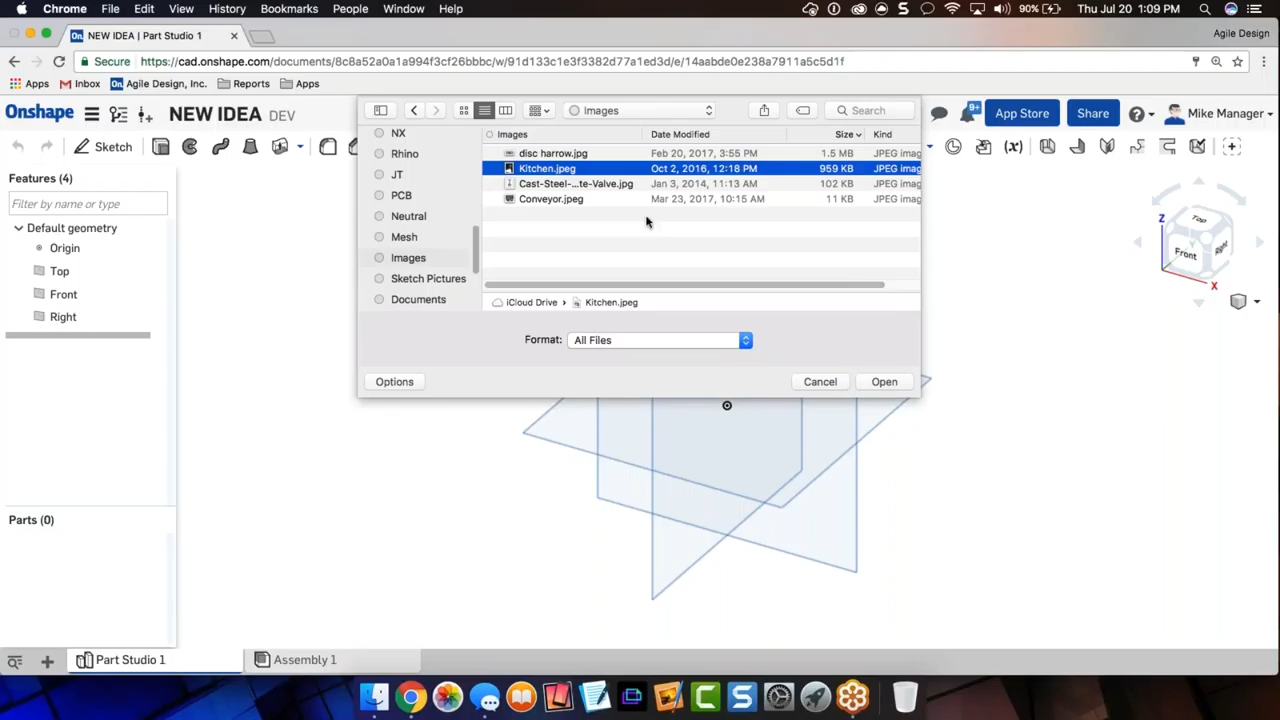 Chrome File Edit View History Bookmarks People Window Help 90% Thu Jul 20 1:09 PM
NEW IDEA | Part Studio 1 Agile Design
Secure https://cad.onshape.com/documents/8c8a52a0a1a994f3cf26bbbc/w/91d133c1e3f3382d77a1ed3d/e/14aabde0e238a7911a5c5d1f
Apps Inbox Agile Design, Inc. Reports Apps
Onshape NEW IDEA DEV Images Search 9+ App Store Share Mike Manager
Sketch
NX Images Date Modified Size Kind
Rhino disc harrow.jpg Feb 20, 2017, 3:55 PM 1.5 MB JPEG imag
JT Kitchen.jpeg Oct 2, 2016, 12:18 PM 959 KB JPEG imag
PCB Cast-Steel-...te-Valve.jpg Jan 3, 2014, 11:13 AM 102 KB JPEG imag
Neutral Conveyor.jpeg Mar 23, 2017, 10:15 AM 11 KB JPEG imag
Mesh
Images
Sketch Pictures
Documents
iCloud Drive › Kitchen.jpeg
Format: All Files
Options Cancel Open
Features (4)
Filter by name or type
Default geometry
Origin
Top
Front
Right
Parts (0)
Top
Front
Right
Z
X
Part Studio 1 Assembly 1